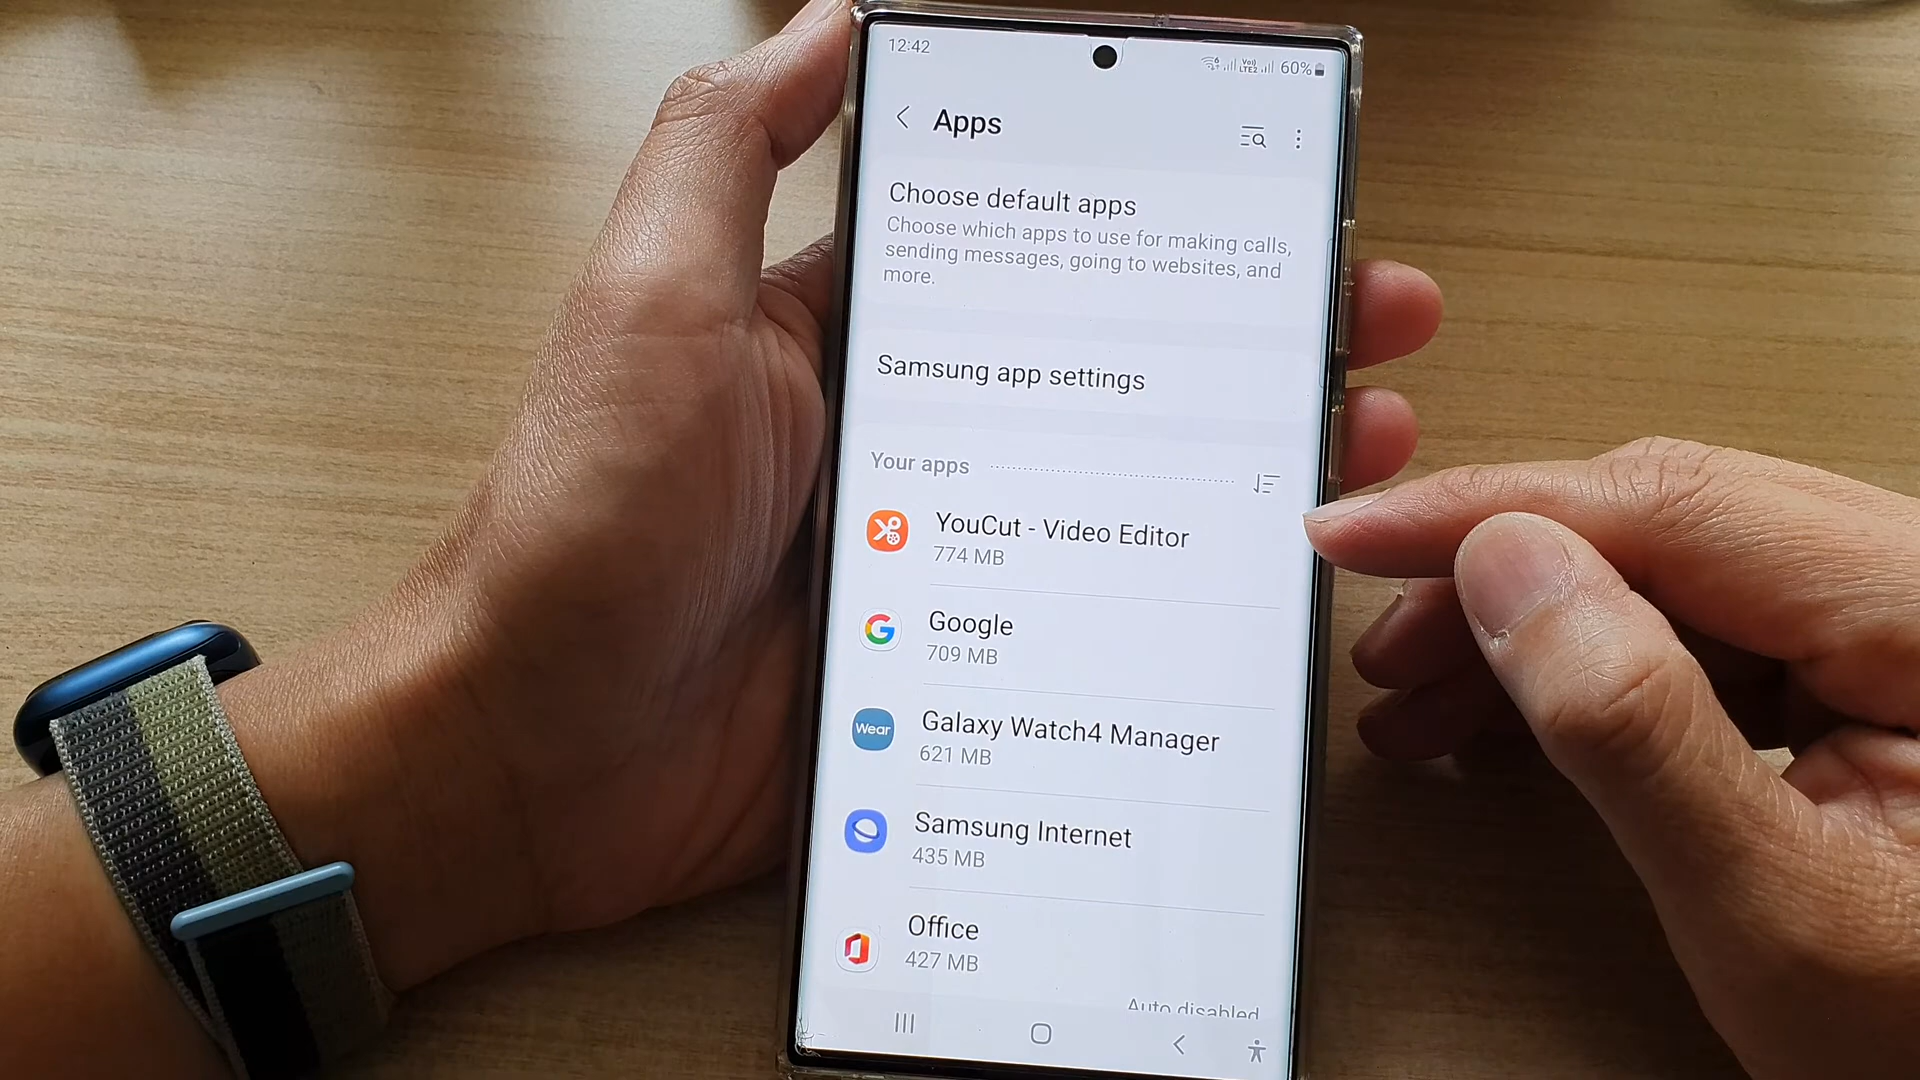 12:42
Vo)) LTE2 60%
Apps
Choose default apps
Choose which apps to use for making calls,
sending messages, going to websites, and
more.
Samsung app settings
Your apps
YouCut - Video Editor
774 MB
Google
709 MB
Wear
Galaxy Watch4 Manager
621 MB
Samsung Internet
435 MB
Office
427 MB
Auto disabled